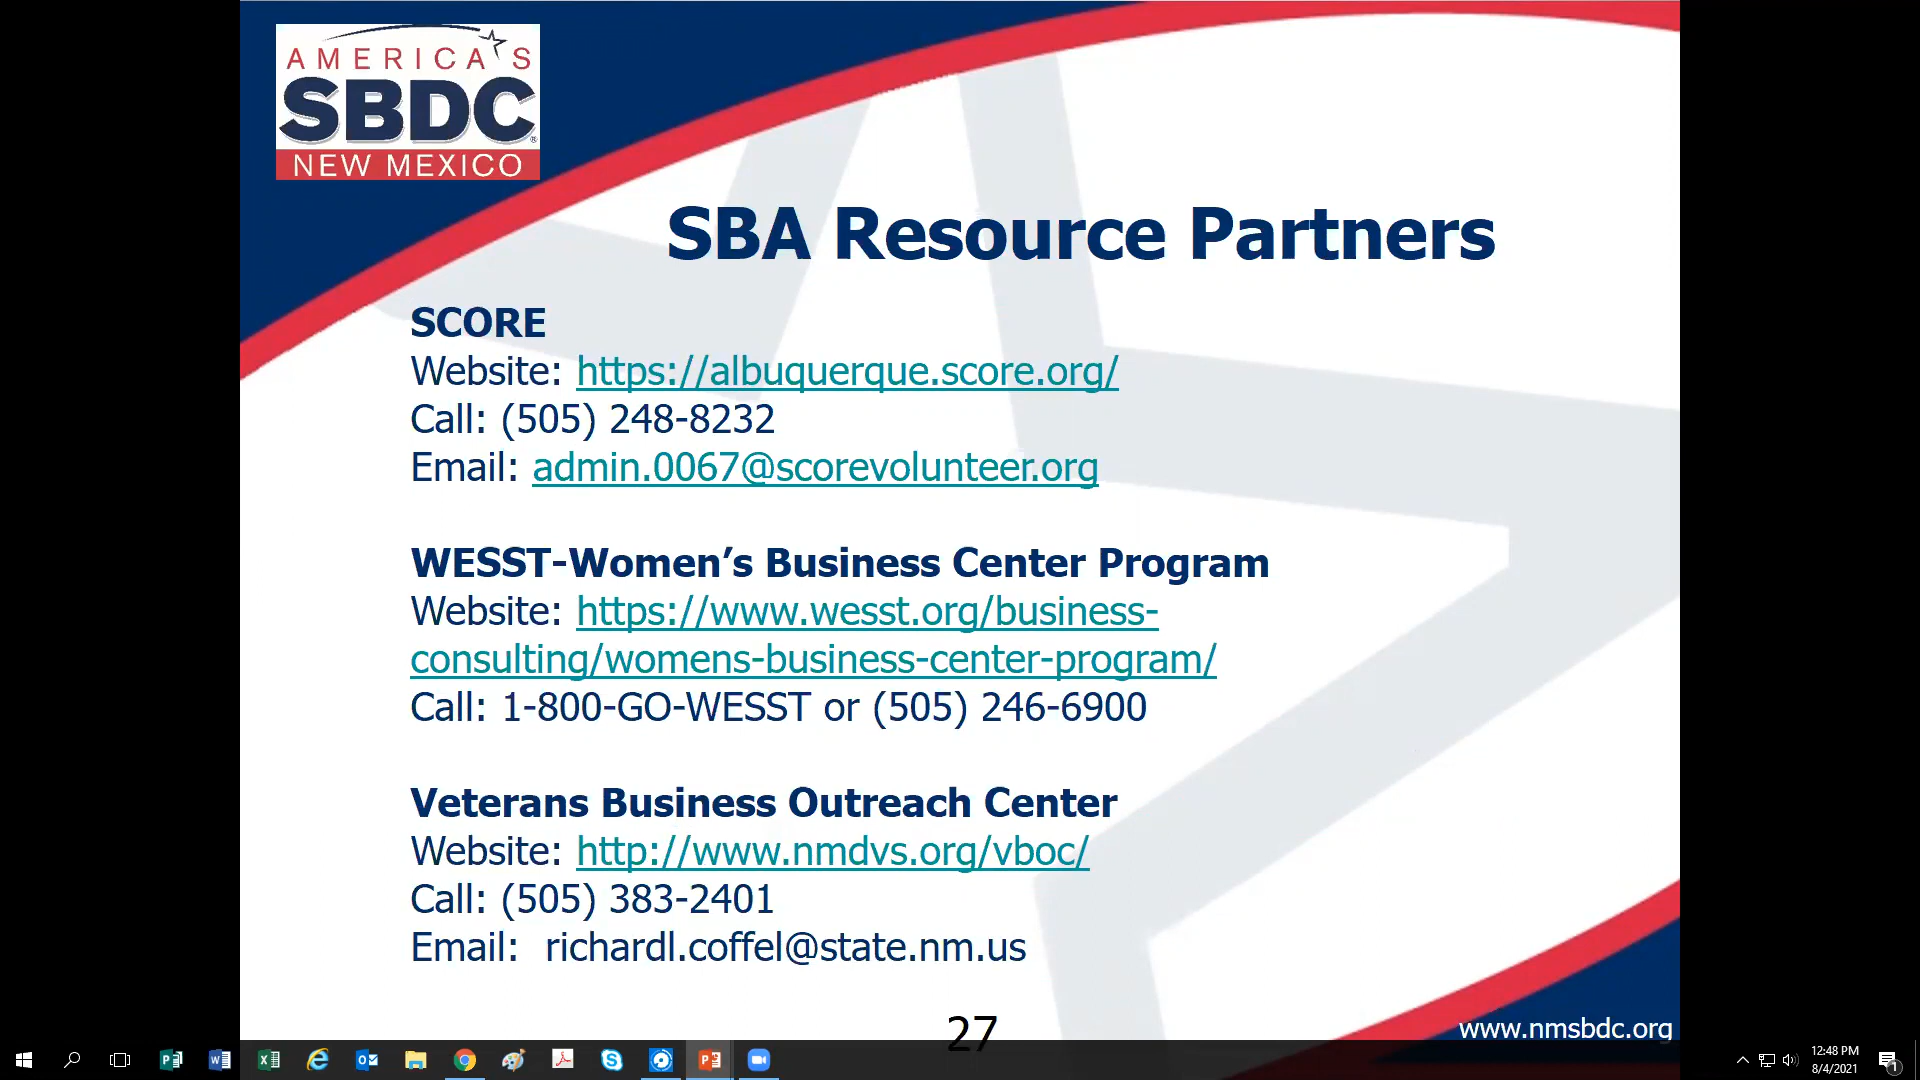 AMERICA'S
SBDC®
NEW MEXICO
SBA Resource Partners
SCORE
Website: https://albuquerque.score.org/
Call: (505) 248-8232
Email: admin.0067@scorevolunteer.org
WESST-Women’s Business Center Program
Website: https://www.wesst.org/business-
consulting/womens-business-center-program/
Call: 1-800-GO-WESST or (505) 246-6900
Veterans Business Outreach Center
Website: http://www.nmdvs.org/vboc/
Call: (505) 383-2401
Email: richardl.coffel@state.nm.us
27
www.nmsbdc.org
12:48 PM
8/4/2021
1